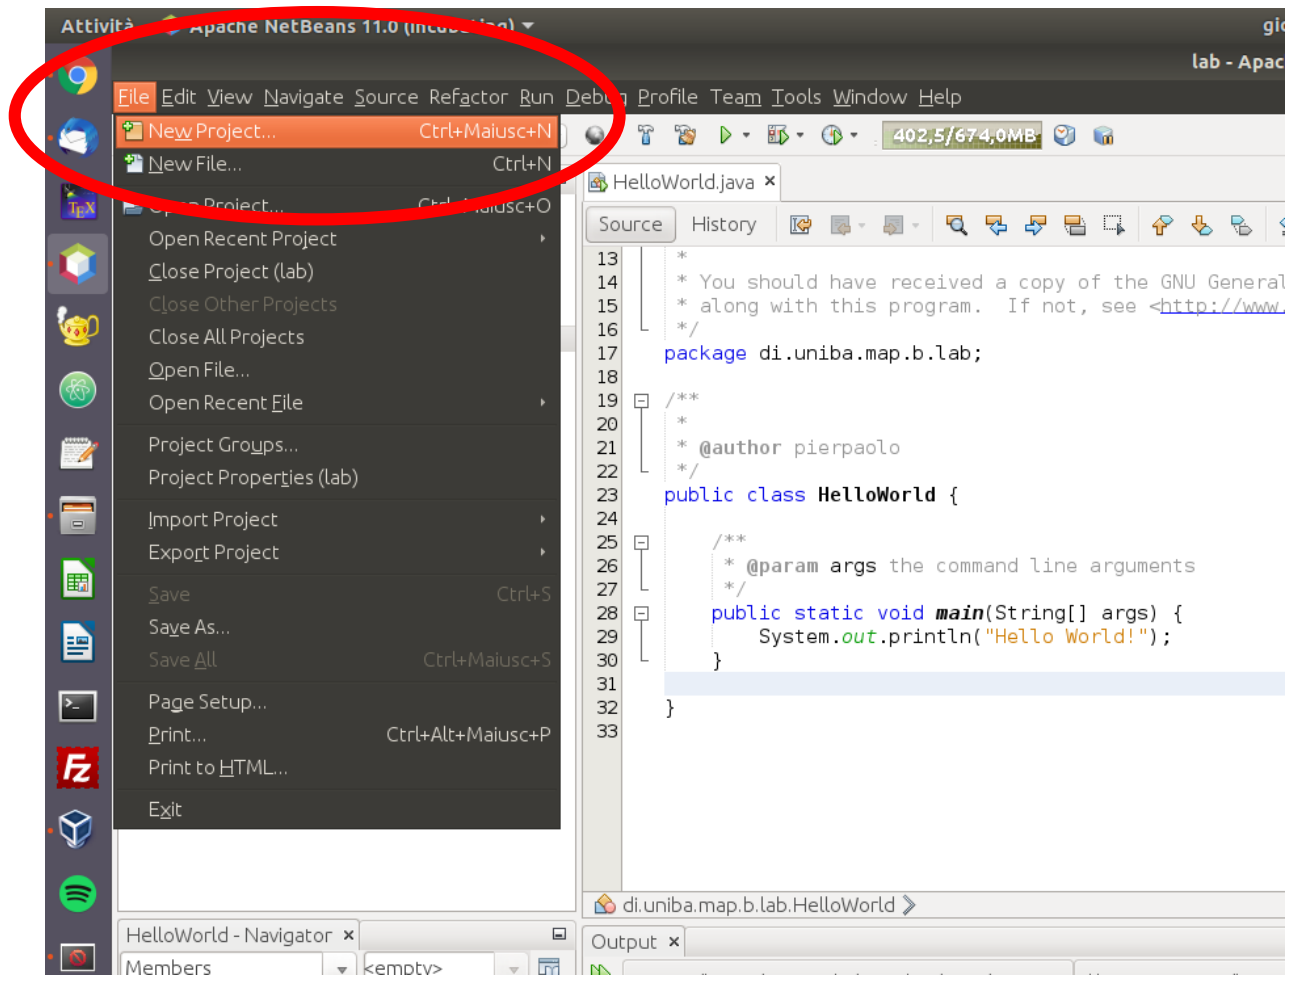 Attività Apache NetBeans 11.0 (Incubating)
lab - Apac
File Edit View Navigate Source Refactor Run Debug Profile Team Tools Window Help
New Project... Ctrl+Maiusc+N
402,5/674,0MB
New File... Ctrl+N
HelloWorld.java
Open Project... Ctrl+Maiusc+O
Source History
Open Recent Project
Close Project (lab)
Close Other Projects
Close All Projects
Open File...
Open Recent File
Project Groups...
Project Properties (lab)
Import Project
Export Project
Save Ctrl+S
Save As...
Save All Ctrl+Maiusc+S
Page Setup...
Print... Ctrl+Alt+Maiusc+P
Print to HTML...
Exit
TEX
Fz
13 *
14 * You should have received a copy of the GNU General
15 * along with this program. If not, see <http://www.
16 */
17 package di.uniba.map.b.lab;
18
19 /**
20 *
21 * @author pierpaolo
22 */
23 public class HelloWorld {
24
25 /**
26 * @param args the command line arguments
27 */
28 public static void main(String[] args) {
29 System.out.println("Hello World!");
30 }
31
32 }
33
di.uniba.map.b.lab.HelloWorld
HelloWorld - Navigator
Output
Members <empty>